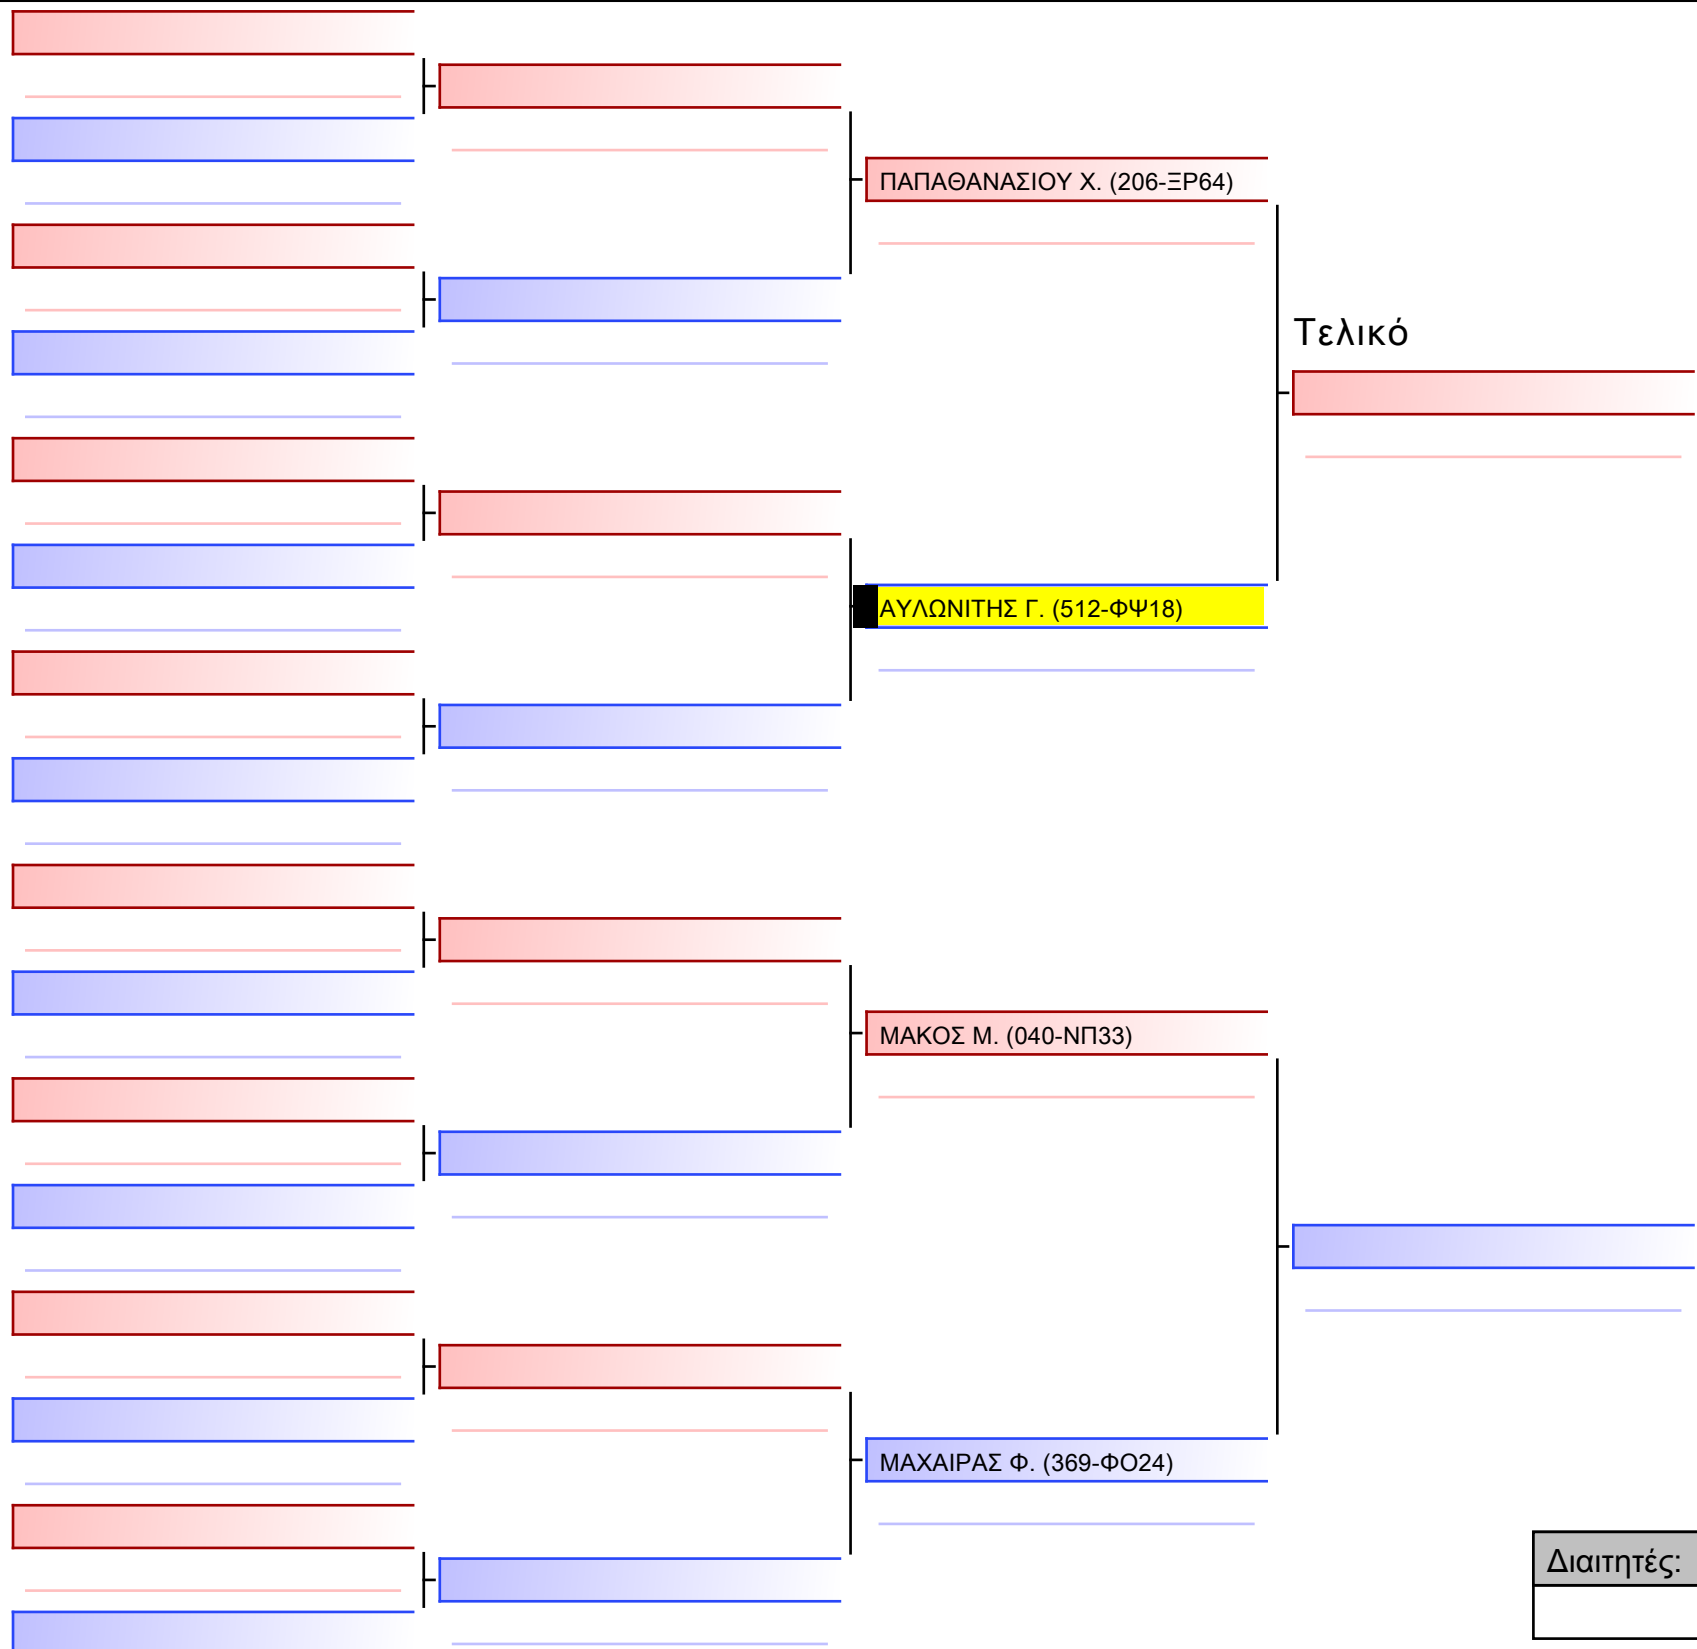 ΠΑΠΑΘΑΝΑΣΙΟΥ Χ. (206-ΞΡ64)
Τελικό
ΑΥΛΩΝΙΤΗΣ Γ. (512-ΦΨ18)
ΜΑΚΟΣ Μ. (040-ΝΠ33)
ΜΑΧΑΙΡΑΣ Φ. (369-ΦΟ24)
Διαιτητές: